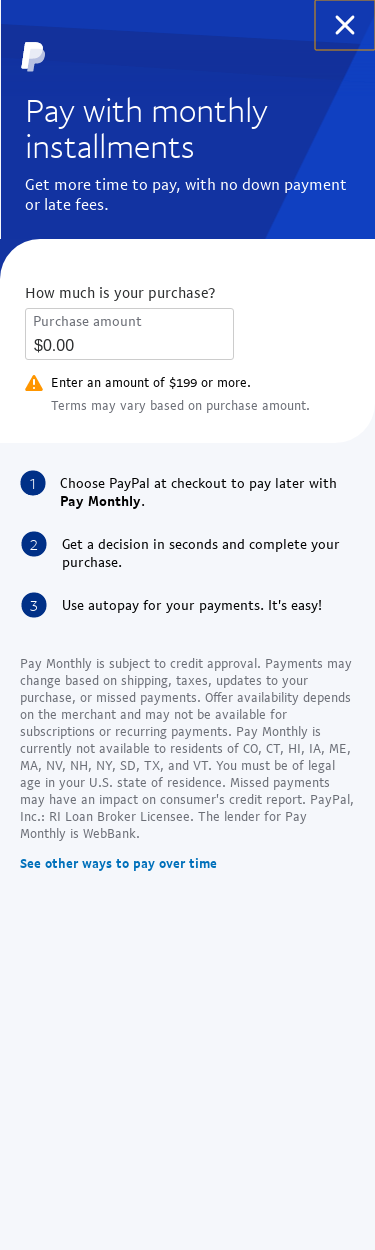 Pay with monthly
installments
Get more time to pay, with no down payment
or late fees.
How much is your purchase?
Purchase amount
$0.00
Enter an amount of $199 or more.
Terms may vary based on purchase amount.
1 Choose PayPal at checkout to pay later with
Pay Monthly.
2 Get a decision in seconds and complete your
purchase.
3 Use autopay for your payments. It's easy!
Pay Monthly is subject to credit approval. Payments may
change based on shipping, taxes, updates to your
purchase, or missed payments. Offer availability depends
on the merchant and may not be available for
subscriptions or recurring payments. Pay Monthly is
currently not available to residents of CO, CT, HI, IA, ME,
MA, NV, NH, NY, SD, TX, and VT. You must be of legal
age in your U.S. state of residence. Missed payments
may have an impact on consumer's credit report. PayPal,
Inc.: RI Loan Broker Licensee. The lender for Pay
Monthly is WebBank.
See other ways to pay over time